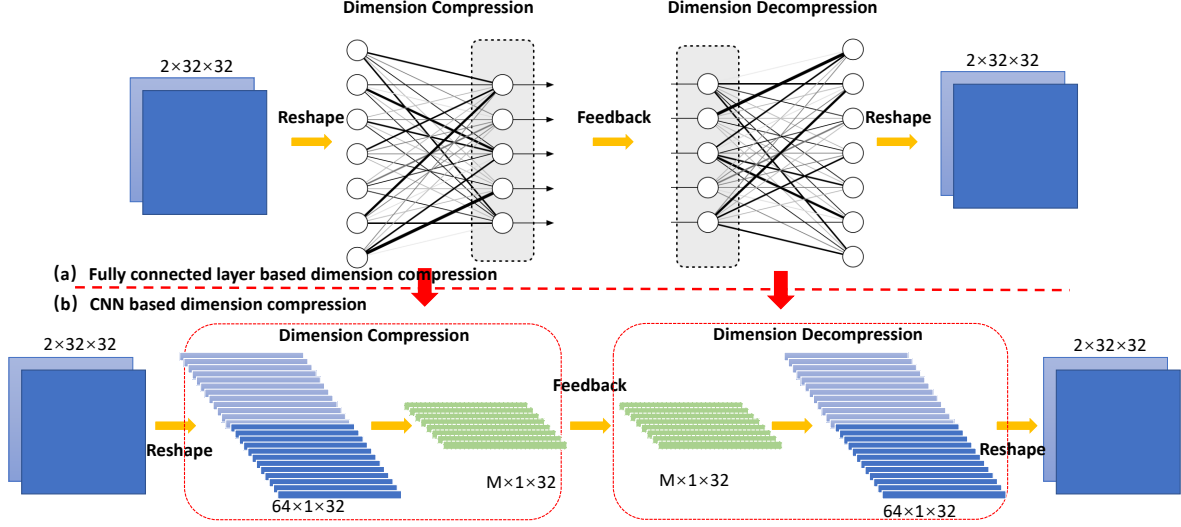 Dimension Compression
Dimension Decompression
2×32×32
Reshape
Feedback
Reshape
2×32×32
(a) Fully connected layer based dimension compression
(b) CNN based dimension compression
2×32×32
Reshape
Dimension Compression
64×1×32
M×1×32
Feedback
Dimension Decompression
M×1×32
64×1×32
Reshape
2×32×32